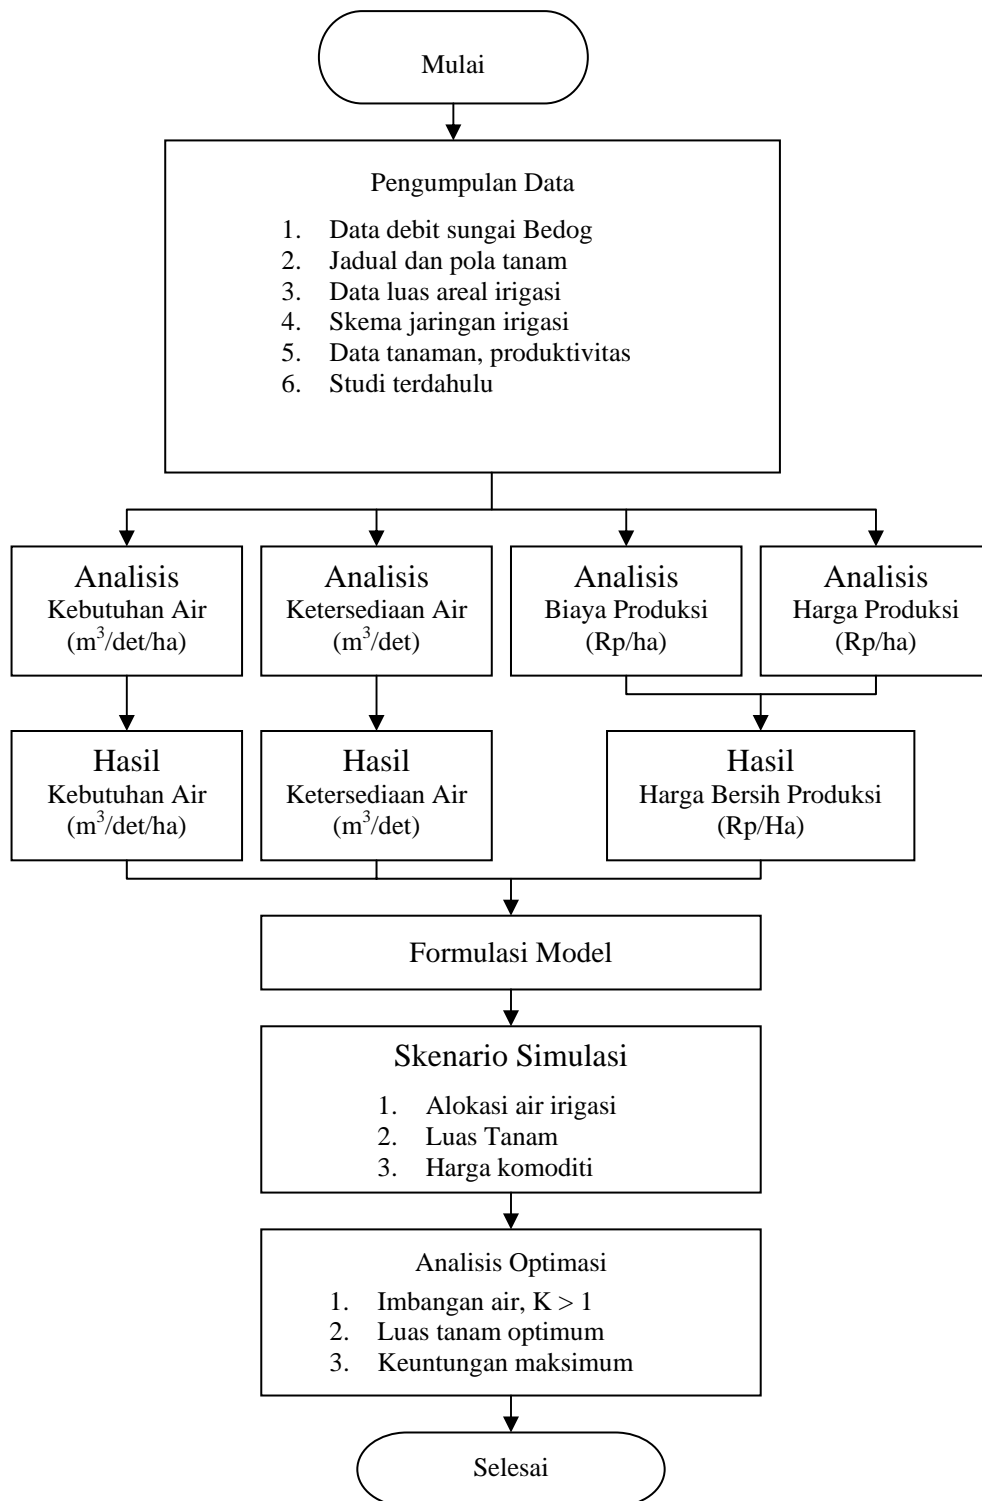 Mulai
Pengumpulan Data
1. Data debit sungai Bedog
2. Jadual dan pola tanam
3. Data luas areal irigasi
4. Skema jaringan irigasi
5. Data tanaman, produktivitas
6. Studi terdahulu
Analisis
Kebutuhan Air
(m³/det/ha)
Analisis
Ketersediaan Air
(m³/det)
Analisis
Biaya Produksi
(Rp/ha)
Analisis
Harga Produksi
(Rp/ha)
Hasil
Kebutuhan Air
(m³/det/ha)
Hasil
Ketersediaan Air
(m³/det)
Hasil
Harga Bersih Produksi
(Rp/Ha)
Formulasi Model
Skenario Simulasi
1. Alokasi air irigasi
2. Luas Tanam
3. Harga komoditi
Analisis Optimasi
1. Imbangan air, K > 1
2. Luas tanam optimum
3. Keuntungan maksimum
Selesai